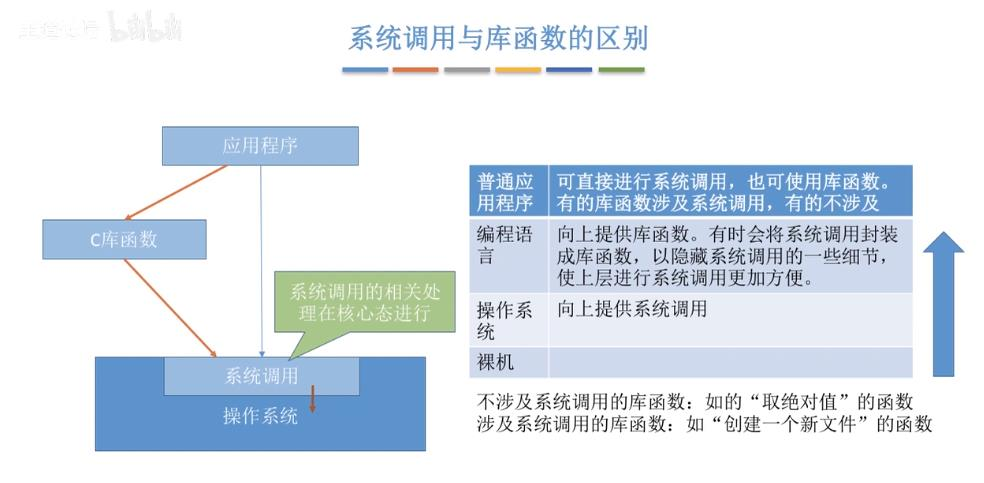 系统调用与库函数的区别
应用程序
C库函数
系统调用的相关处
理在核心态进行
系统调用
操作系统
普通应
用程序
可直接进行系统调用，也可使用库函数。
有的库函数涉及系统调用，有的不涉及
编程语
言
向上提供库函数。有时会将系统调用封装
成库函数，以隐藏系统调用的一些细节，
使上层进行系统调用更加方便。
操作系
统
向上提供系统调用
裸机
不涉及系统调用的库函数：如的“取绝对值”的函数
涉及系统调用的库函数：如“创建一个新文件”的函数